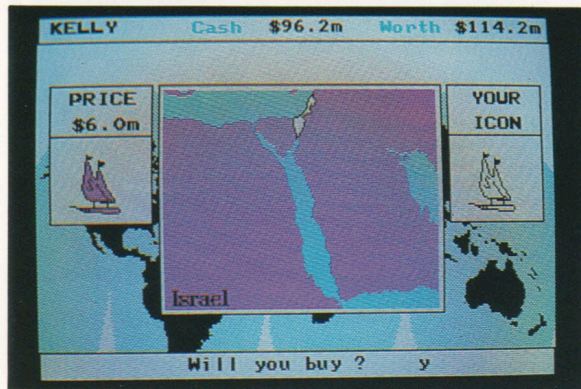 KELLY Cash $96.2m Worth $114.2m
PRICE
$6.0m
YOUR
ICON
Israel
Will you buy ? y